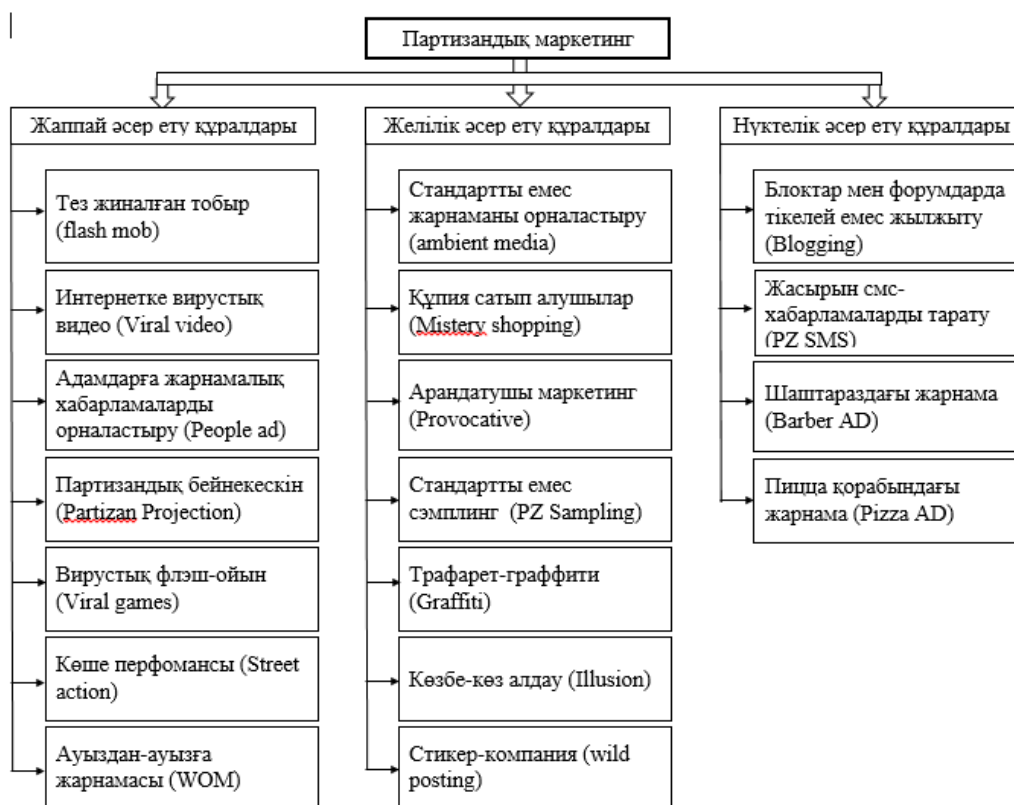 Партизандық маркетинг
Жаппай әсер ету құралдары
Тез жиналған тобыр
(flash mob)
Интернетке вирустық
видео (Viral video)
Адамдарға жарнамалық
хабарламаларды
орналастыру (People ad)
Партизандық бейнекескін
(Partizan Projection)
Вирустық флэш-ойын
(Viral games)
Көше перфомансы (Street
action)
Ауыздан-ауызға
жарнамасы (WOM)
Желілік әсер ету құралдары
Стандартты емес
жарнаманы орналастыру
(ambient media)
Құпия сатып алушылар
(Mistery shopping)
Арандатушы маркетинг
(Provocative)
Стандартты емес
сэмплинг (PZ Sampling)
Трафарет-граффити
(Graffiti)
Көзбе-көз алдау (Illusion)
Стикер-компания (wild
posting)
Нүктелік әсер ету құралдары
Блоктар мен форумдарда
тікелей емес жылжыту
(Blogging)
Жасырын смс-
хабарламаларды тарату
(PZ SMS)
Шаштараздағы жарнама
(Barber AD)
Пицца қорабындағы
жарнама (Pizza AD)